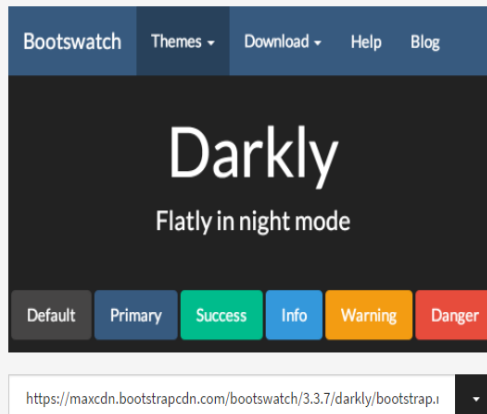 Bootswatch Themes Download Help Blog
Darkly
Flatly in night mode
Default Primary Success Info Warning Danger
https://maxcdn.bootstrapcdn.com/bootswatch/3.3.7/darkly/bootstrap.